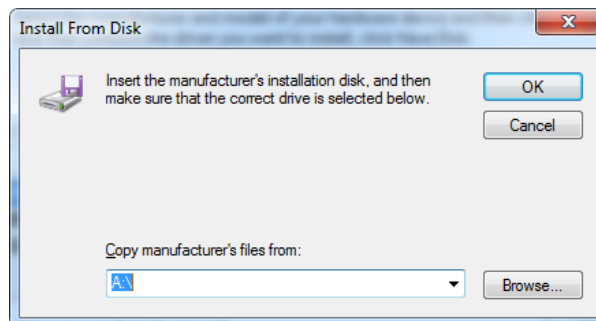 Install From Disk
Insert the manufacturer's installation disk, and then
make sure that the correct drive is selected below.
OK
Cancel
Copy manufacturer's files from:
A:\
Browse...